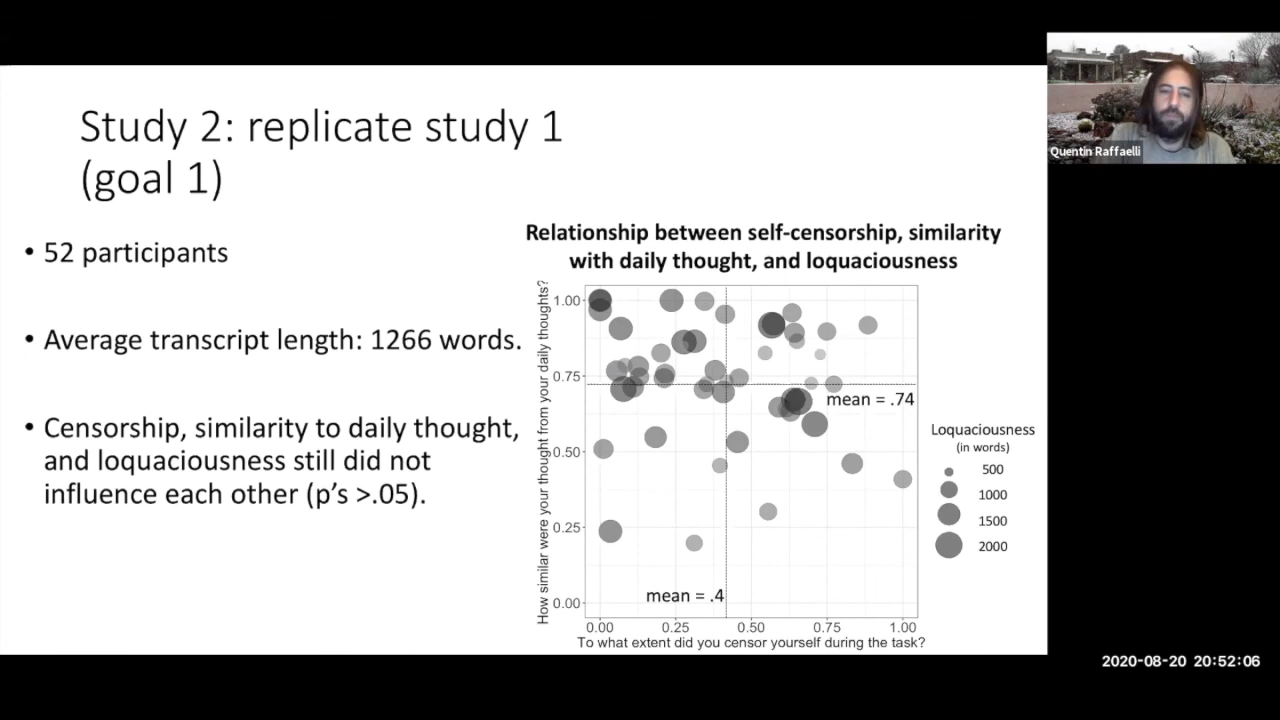 Study 2: replicate study 1
(goal 1)
• 52 participants
• Average transcript length: 1266 words.
• Censorship, similarity to daily thought,
and loquaciousness still did not
influence each other (p’s >.05).
Relationship between self-censorship, similarity
with daily thought, and loquaciousness
How similar were your thought from your daily thoughts?
1.00
0.75
0.50
0.25
0.00
mean = .74
mean = .4
0.00 0.25 0.50 0.75 1.00
To what extent did you censor yourself during the task?
Loquaciousness
(in words)
500
1000
1500
2000
Quentin Raffaelli
2020-08-20 20:52:06